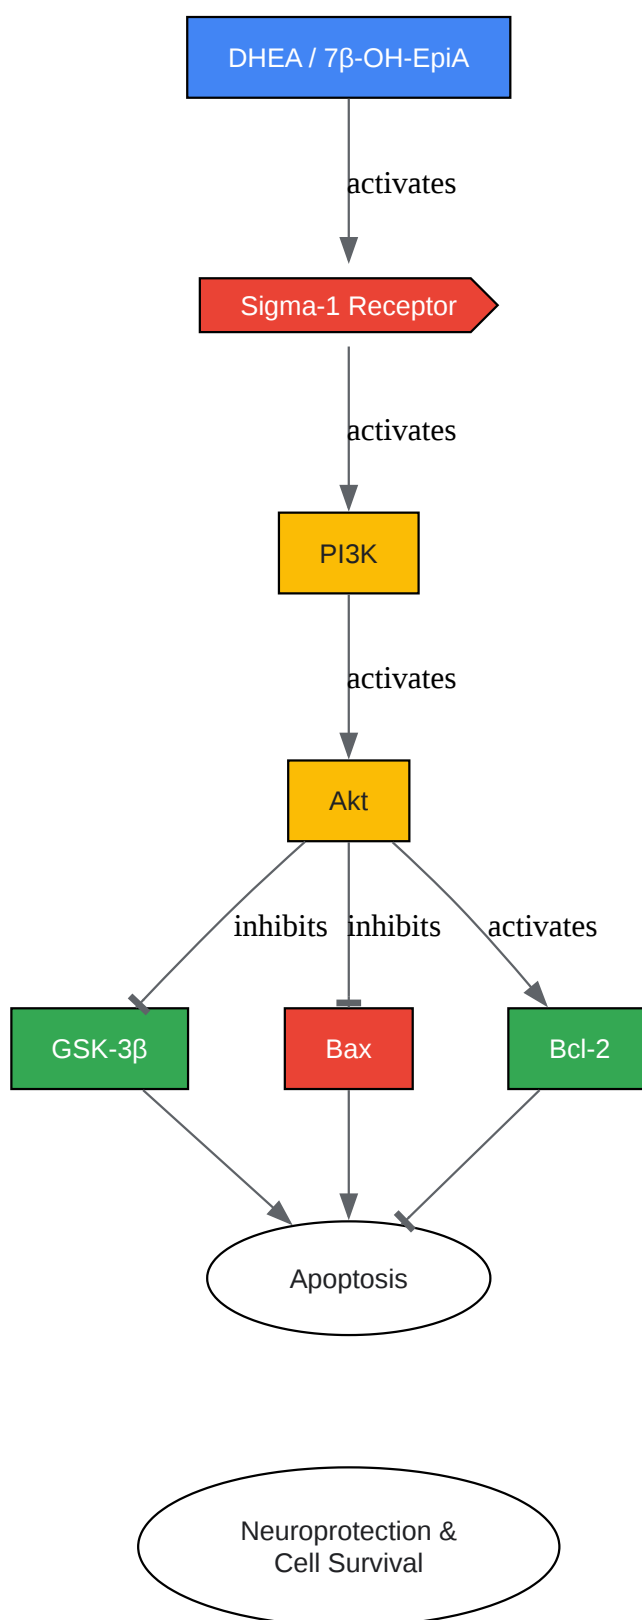 DHEA / 7β-OH-EpiA
activates
Sigma-1 Receptor
activates
PI3K
activates
Akt
inhibits
inhibits
activates
GSK-3β
Bax
Bcl-2
Apoptosis
Neuroprotection &
Cell Survival